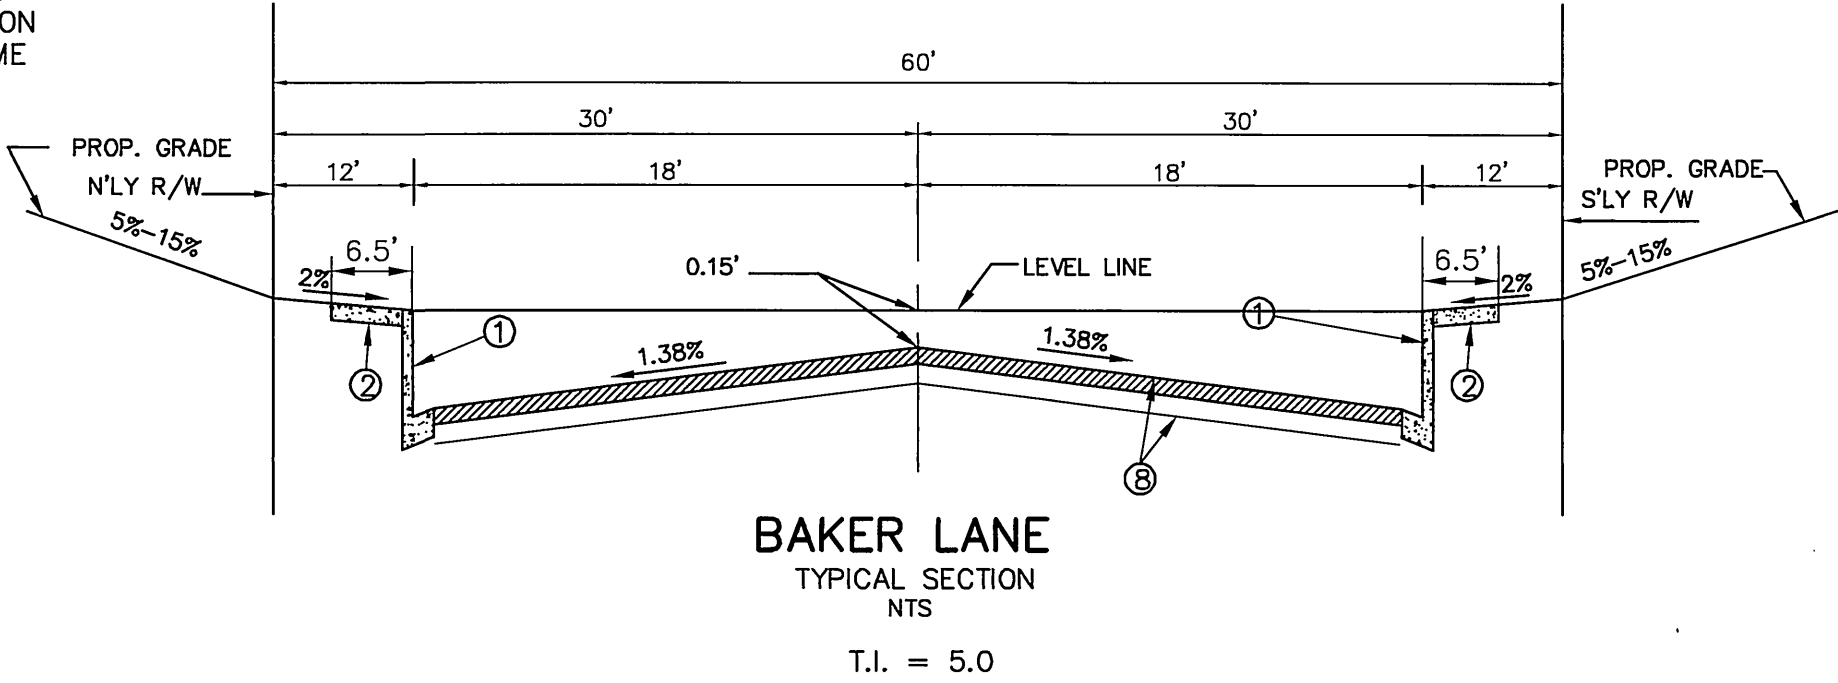 ON
ME
60'
30'
30'
PROP. GRADE
N'LY R/W
12'
18'
18'
12'
PROP. GRADE
S'LY R/W
5%-15%
6.5'
2%
0.15'
LEVEL LINE
6.5'
2%
5%-15%
1
1
1.38%
1.38%
2
2
8
BAKER LANE
TYPICAL SECTION
NTS
T.I. = 5.0